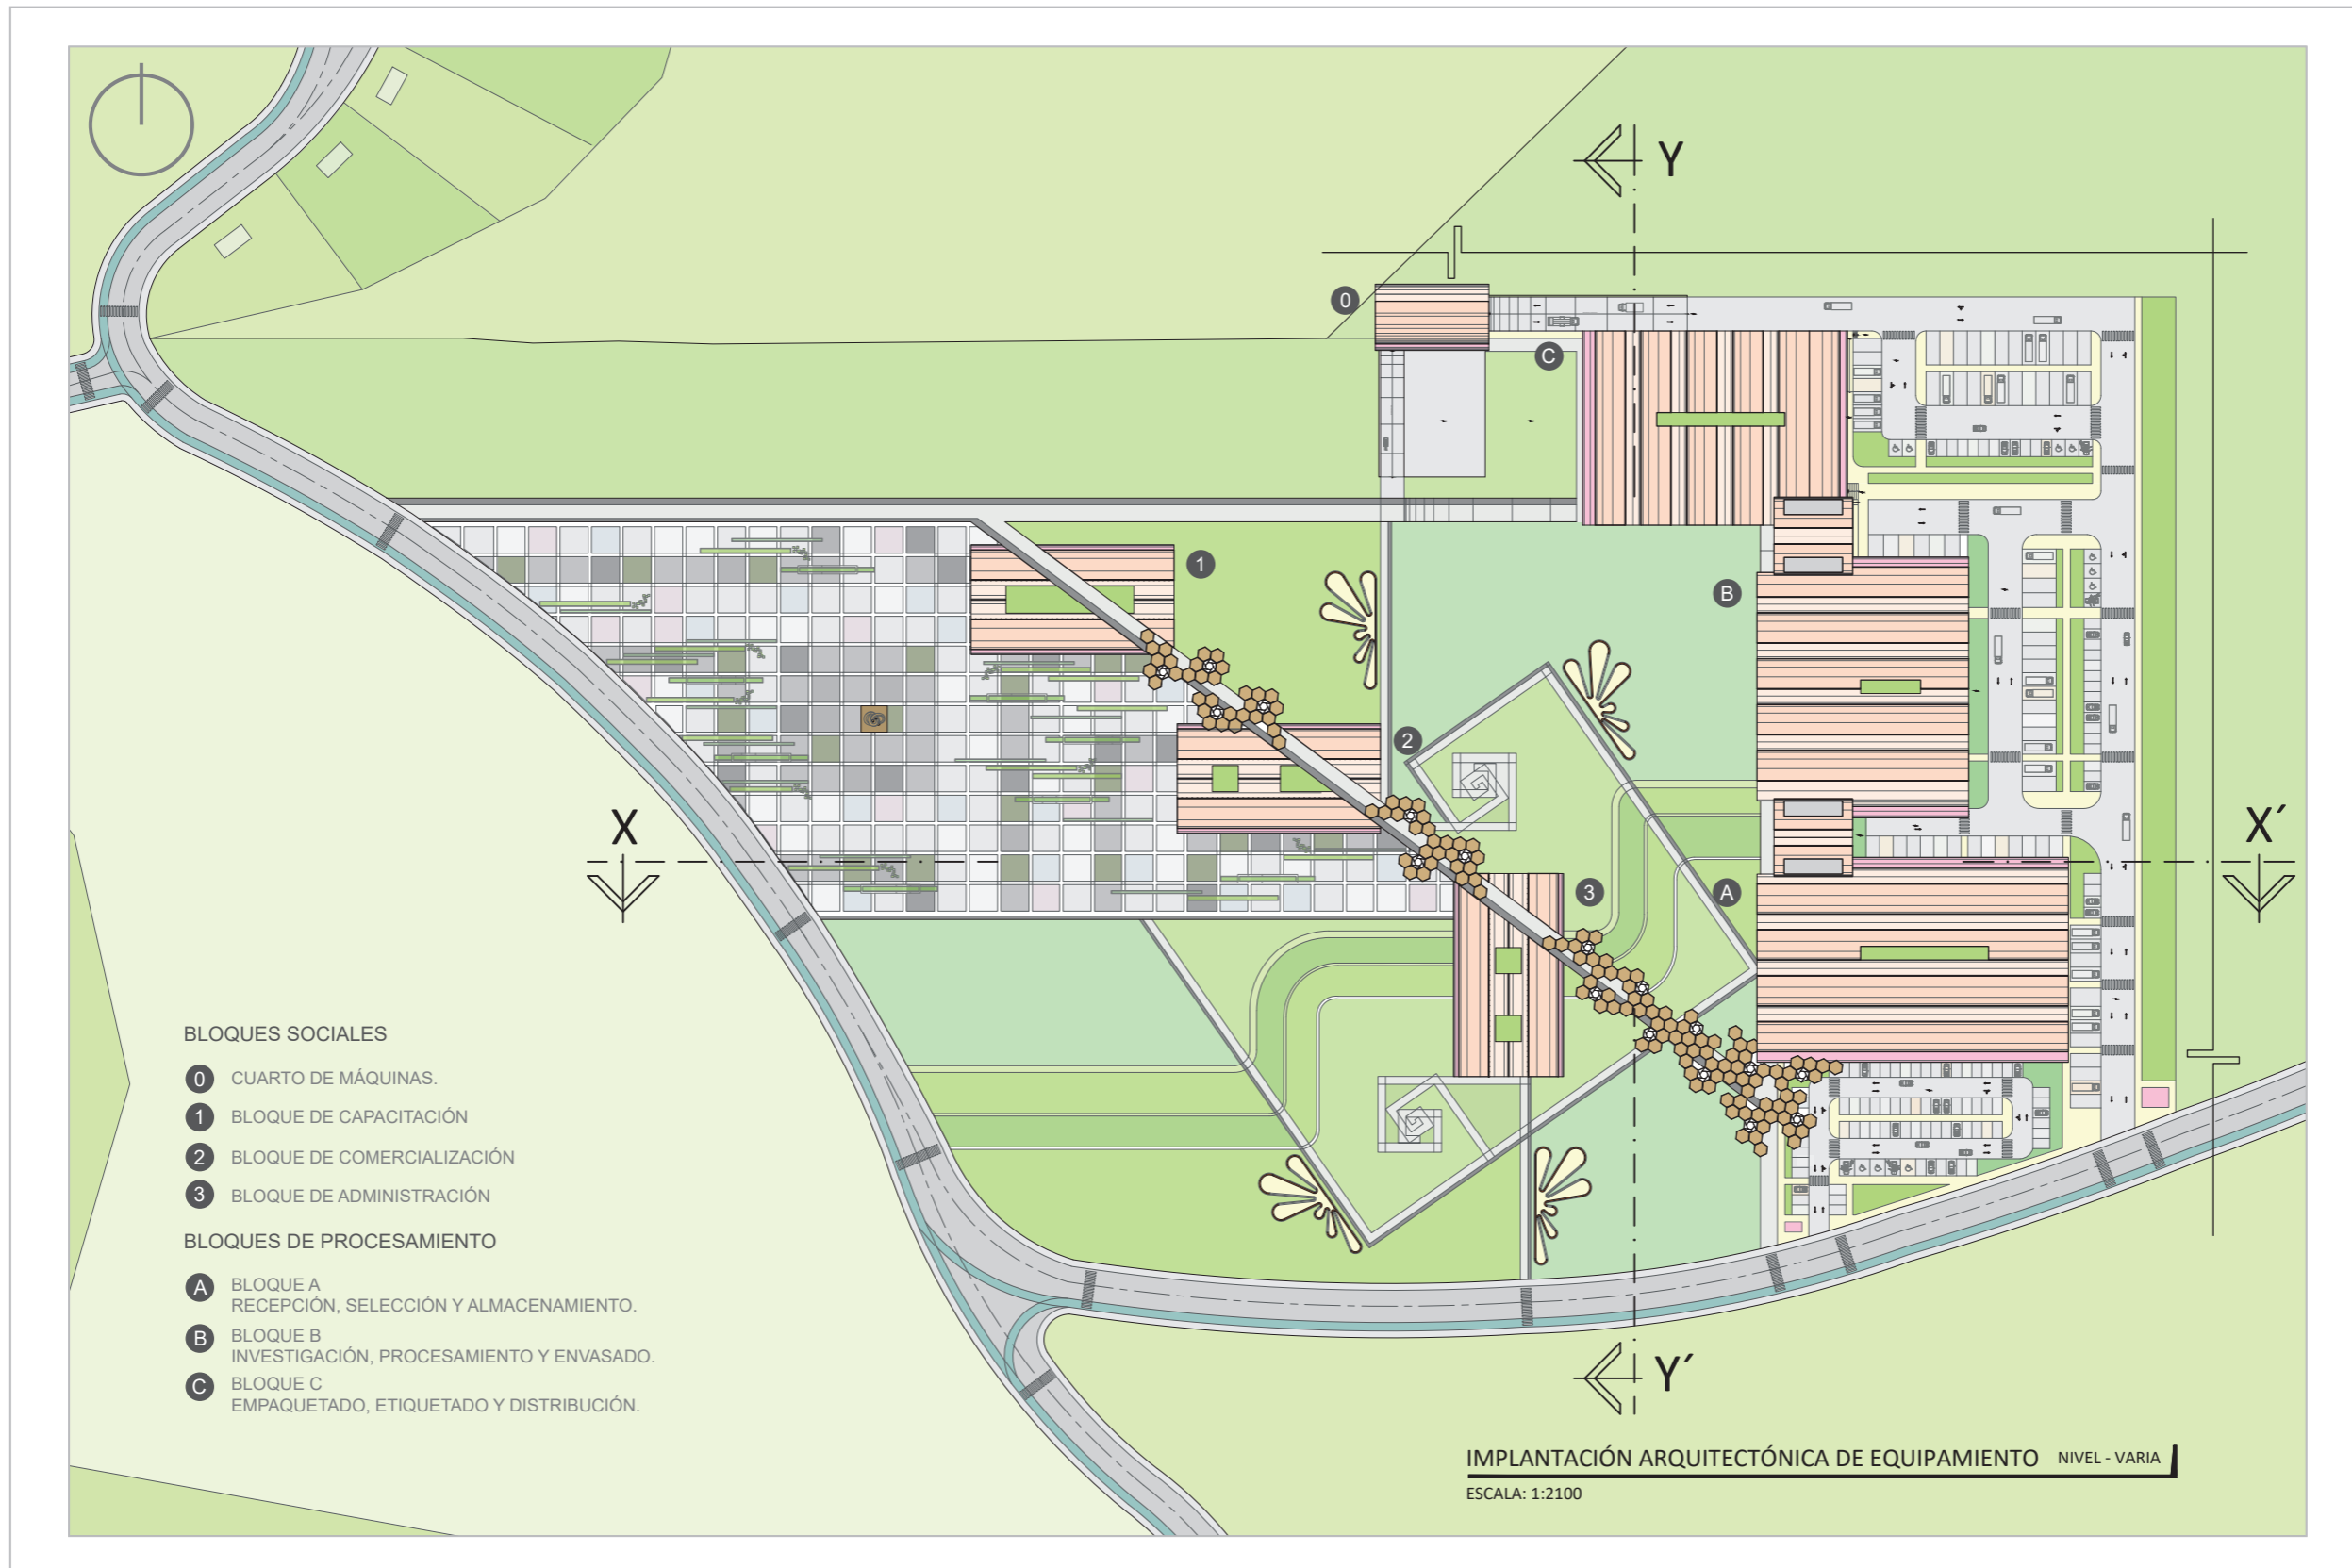 Y
0
C
1
B
2
X
X´
3
A
BLOQUES SOCIALES
0 CUARTO DE MÁQUINAS.
1 BLOQUE DE CAPACITACIÓN
2 BLOQUE DE COMERCIALIZACIÓN
3 BLOQUE DE ADMINISTRACIÓN
BLOQUES DE PROCESAMIENTO
A BLOQUE A
RECEPCIÓN, SELECCIÓN Y ALMACENAMIENTO.
B BLOQUE B
INVESTIGACIÓN, PROCESAMIENTO Y ENVASADO.
C BLOQUE C
EMPAQUETADO, ETIQUETADO Y DISTRIBUCIÓN.
Y´
IMPLANTACIÓN ARQUITECTÓNICA DE EQUIPAMIENTO NIVEL - VARIA
ESCALA: 1:2100